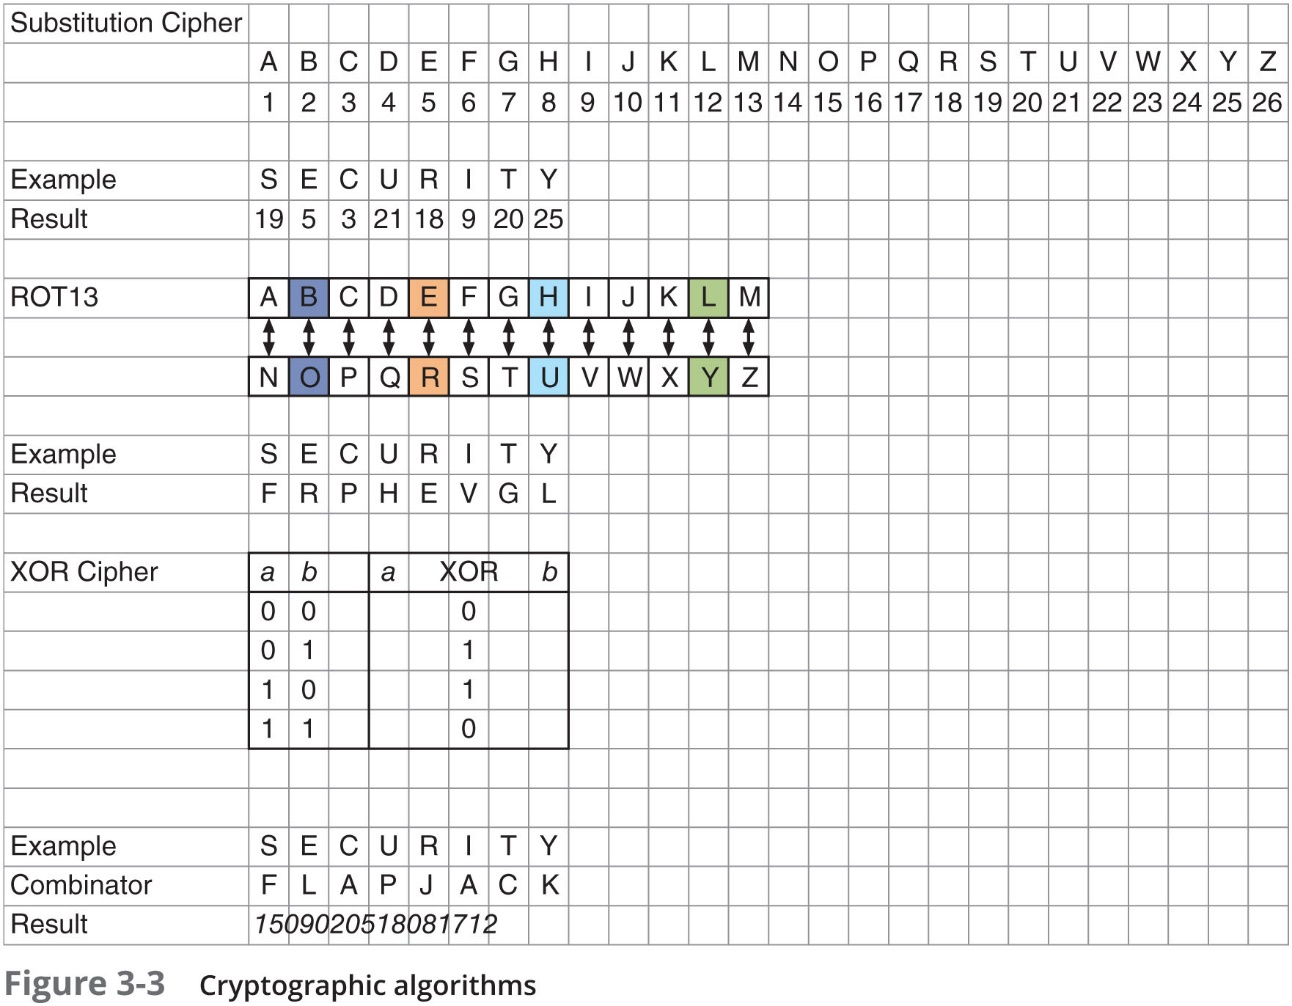 Substitution Cipher
A B C D E F G H I J K L M N O P Q R S T U V W X Y Z
1 2 3 4 5 6 7 8 9 10 11 12 13 14 15 16 17 18 19 20 21 22 23 24 25 26
Example S E C U R I T Y
Result 19 5 3 21 18 9 20 25
ROT13 A B C D E F G H I J K L M
N O P Q R S T U V W X Y Z
Example S E C U R I T Y
Result F R P H E V G L
XOR Cipher a b a XOR b
0 0 0
0 1 1
1 0 1
1 1 0
Example S E C U R I T Y
Combinator F L A P J A C K
Result 1509020518081712
Figure 3-3 Cryptographic algorithms